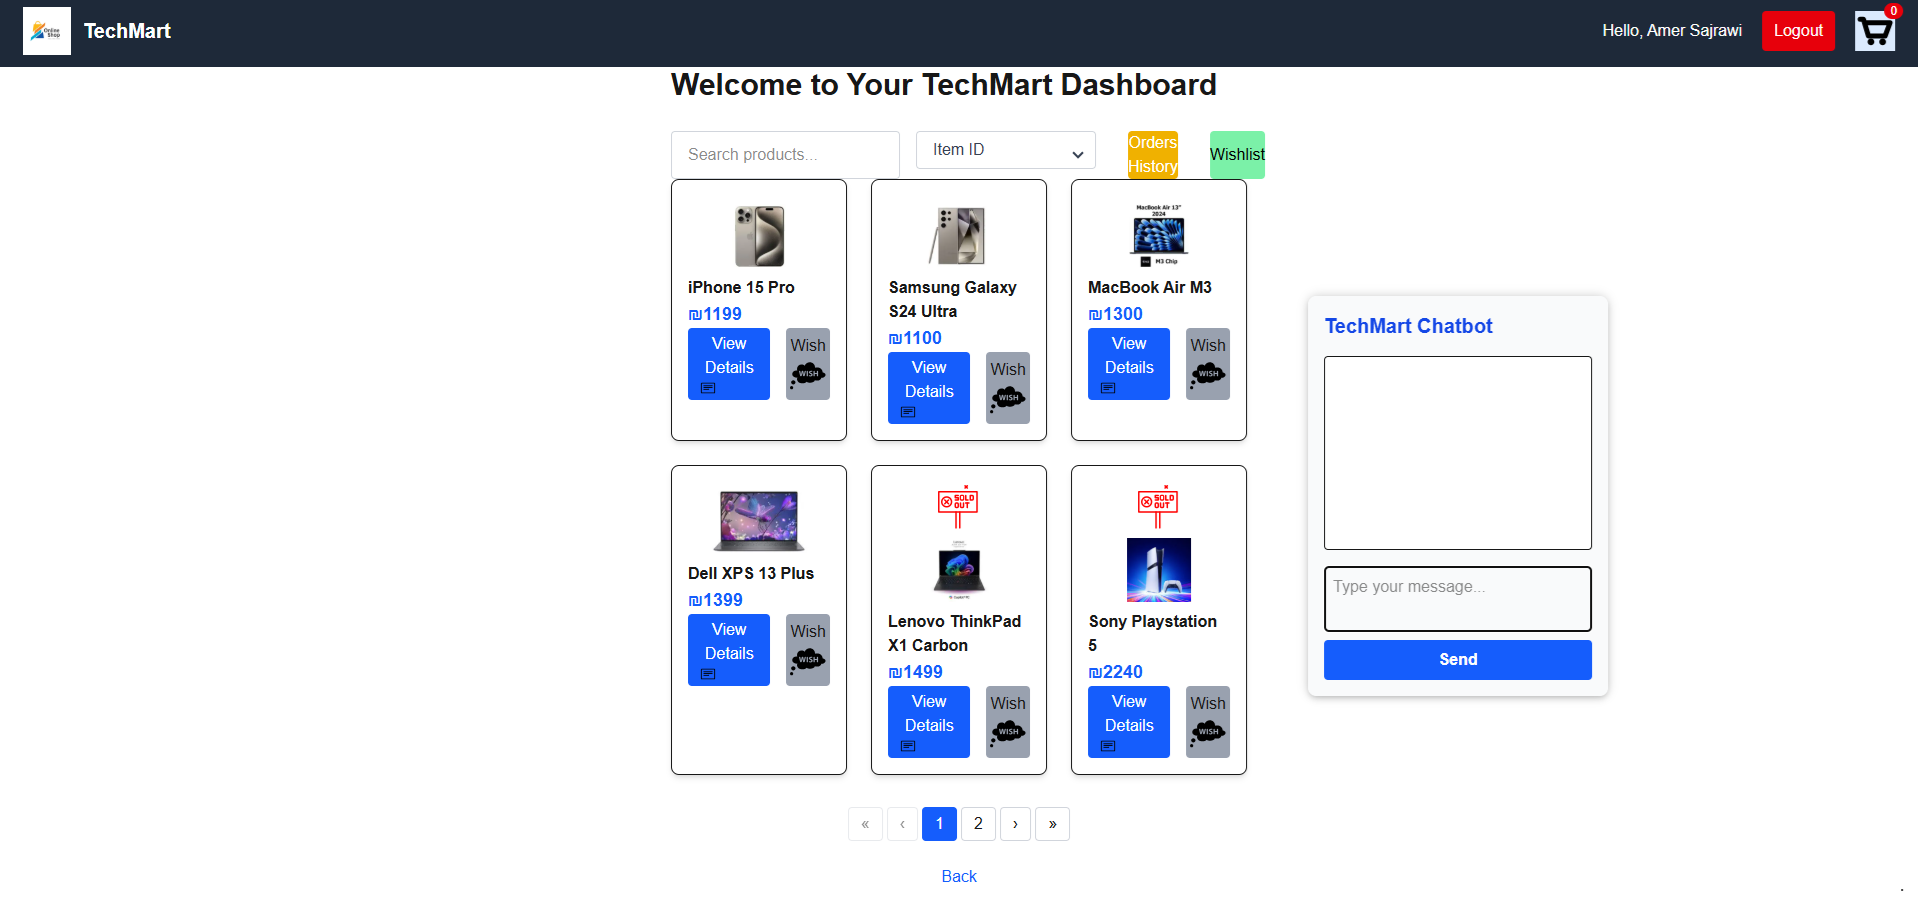 Online
Shop
TechMart
Hello, Amer Sajrawi
Logout
0
Welcome to Your TechMart Dashboard
Search products...
Item ID
Orders
History
Wishlist
iPhone 15 Pro
₪1199
View
Details
Wish
WISH
Samsung Galaxy
S24 Ultra
₪1100
View
Details
Wish
WISH
MacBook Air 13"
2024
M3 Chip
MacBook Air M3
₪1300
View
Details
Wish
WISH
Dell XPS 13 Plus
₪1399
View
Details
Wish
WISH
SOLD
OUT
Lenovo ThinkPad
X1 Carbon
₪1499
View
Details
Wish
WISH
SOLD
OUT
Sony Playstation
5
₪2240
View
Details
Wish
WISH
TechMart Chatbot
Type your message...
Send
« ‹ 1 2 › »
Back
.